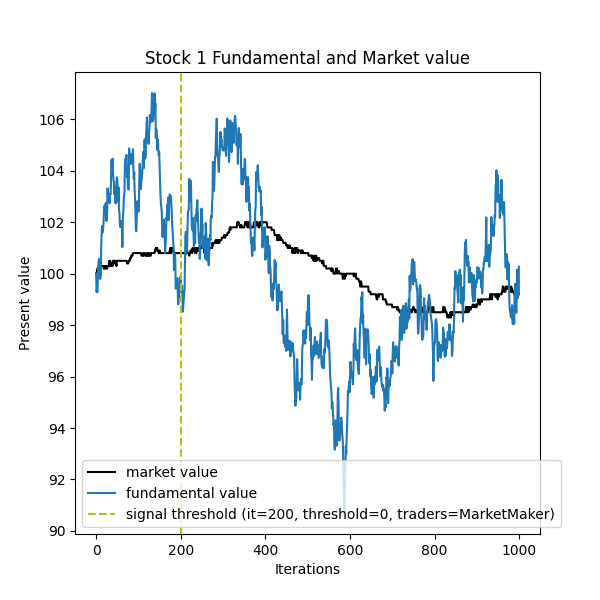 Stock 1 Fundamental and Market value
Present value
106
104
102
100
98
96
94
92
90
market value
fundamental value
signal threshold (it=200, threshold=0, traders=MarketMaker)
0 200 400 600 800 1000
Iterations